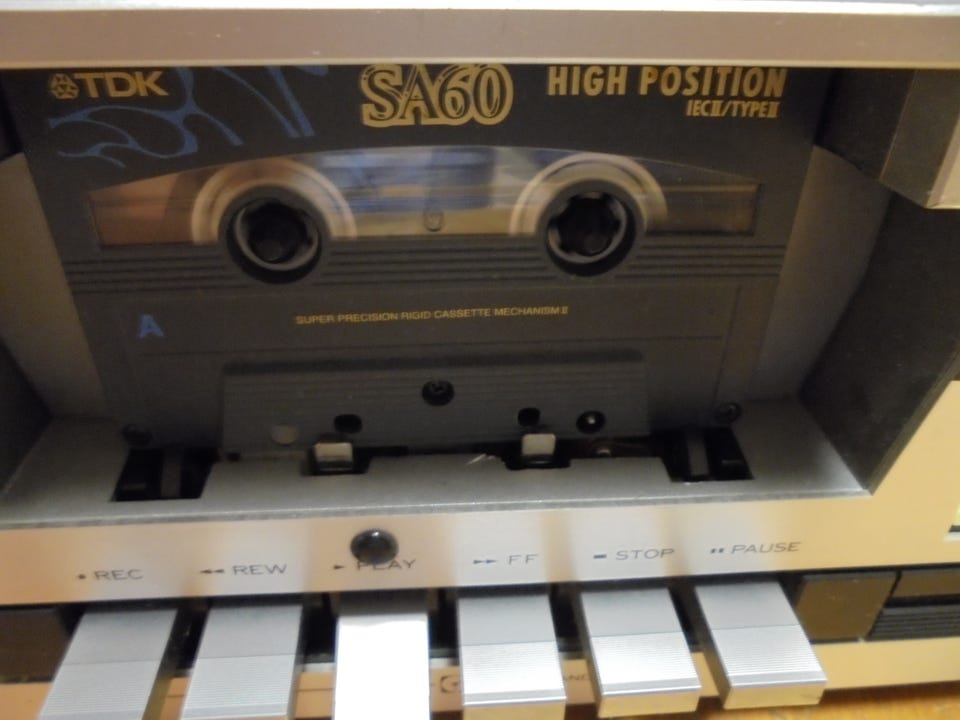 TDK
SA60
HIGH POSITION
IECII/TYPEII
A
SUPER PRECISION RIGID CASSETTE MECHANISM II
REC
REW
PLAY
FF
STOP
PAUSE